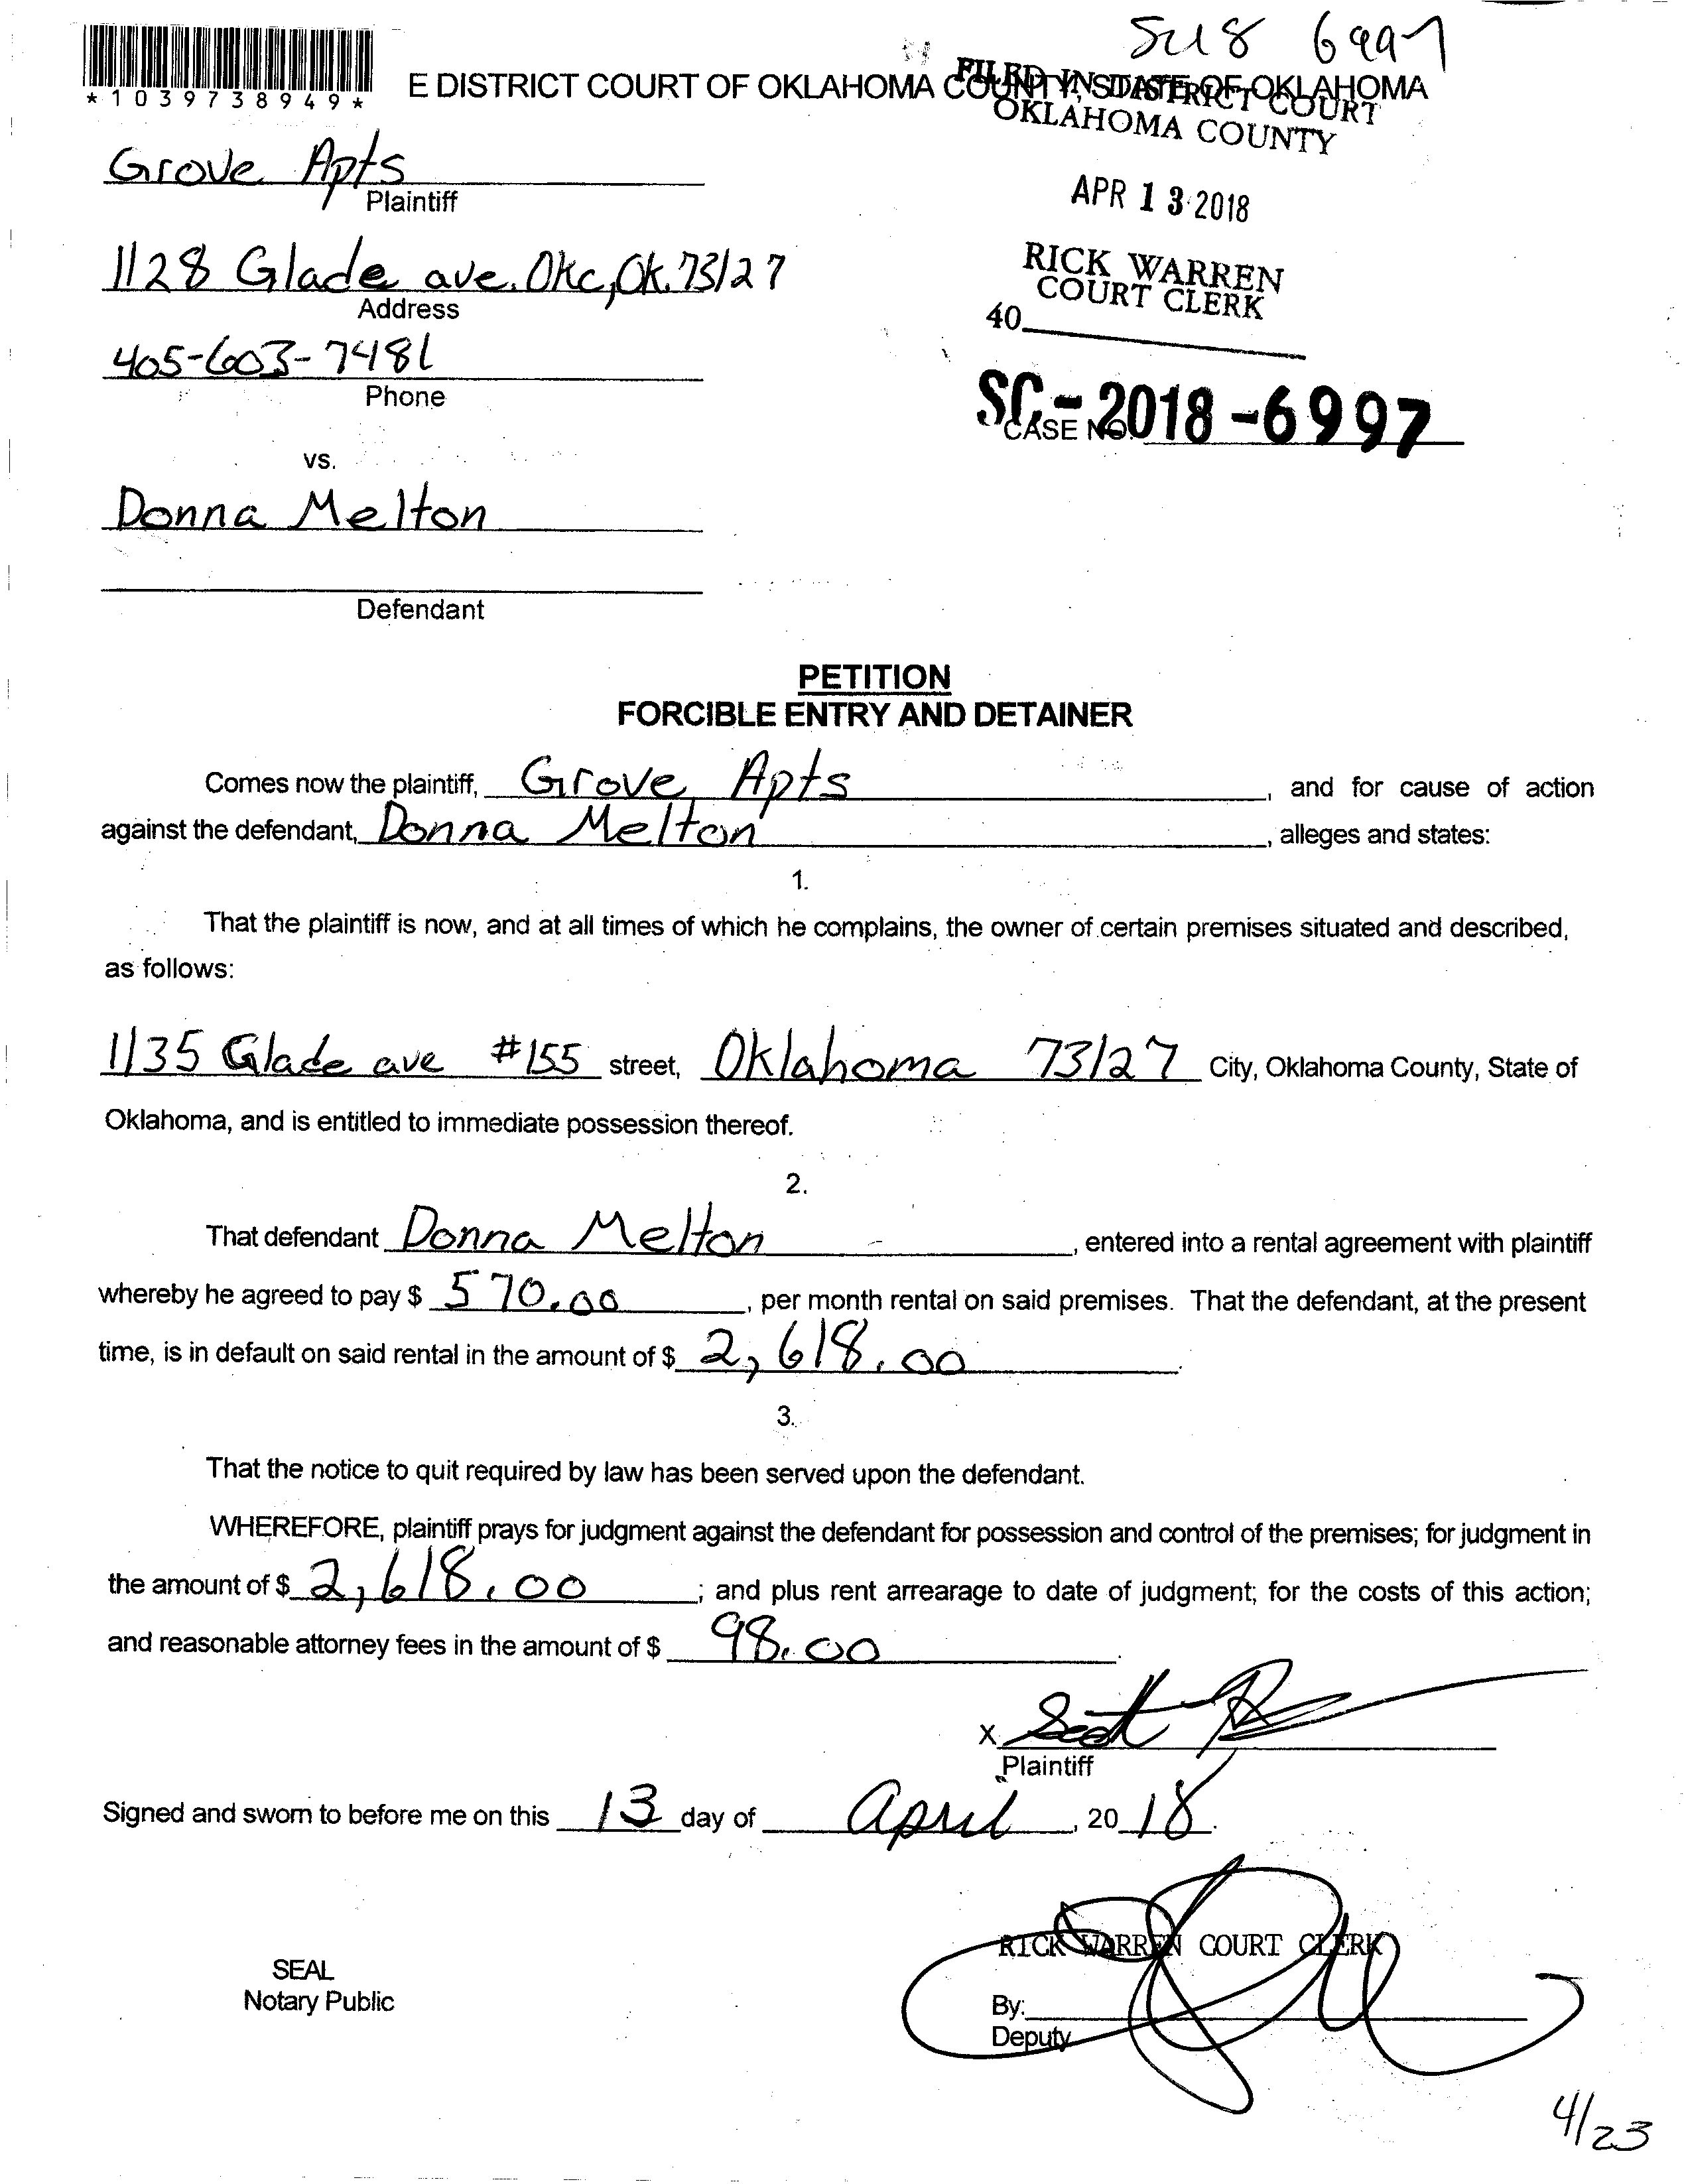 SC18 6997
*1039738949*
E DISTRICT COURT OF OKLAHOMA COUNTY, STATE OF OKLAHOMA
FILED IN DISTRICT COURT
OKLAHOMA COUNTY
Grove Apts
Plaintiff
APR 13 2018
1128 Glade ave. Okc, Ok. 73127
Address
RICK WARREN
COURT CLERK
40
405-603-7481
Phone
SC-2018-6997
CASE NO.
vs.
Donna Melton
Defendant
PETITION
FORCIBLE ENTRY AND DETAINER
Comes now the plaintiff, Grove Apts, and for cause of action
against the defendant, Donna Melton, alleges and states:
1.
That the plaintiff is now, and at all times of which he complains, the owner of certain premises situated and described,
as follows:
1135 Glade ave #155 street, Oklahoma 73127 City, Oklahoma County, State of
Oklahoma, and is entitled to immediate possession thereof.
2.
That defendant Donna Melton, entered into a rental agreement with plaintiff
whereby he agreed to pay $ 570.00, per month rental on said premises. That the defendant, at the present
time, is in default on said rental in the amount of $ 2,618.00.
3.
That the notice to quit required by law has been served upon the defendant.
WHEREFORE, plaintiff prays for judgment against the defendant for possession and control of the premises; for judgment in
the amount of $ 2,618.00; and plus rent arrearage to date of judgment; for the costs of this action;
and reasonable attorney fees in the amount of $ 98.00.
X Scott
Plaintiff
Signed and sworn to before me on this 13 day of April, 2018.
RICK WARREN COURT CLERK
SEAL
Notary Public
By:
Deputy
4/23